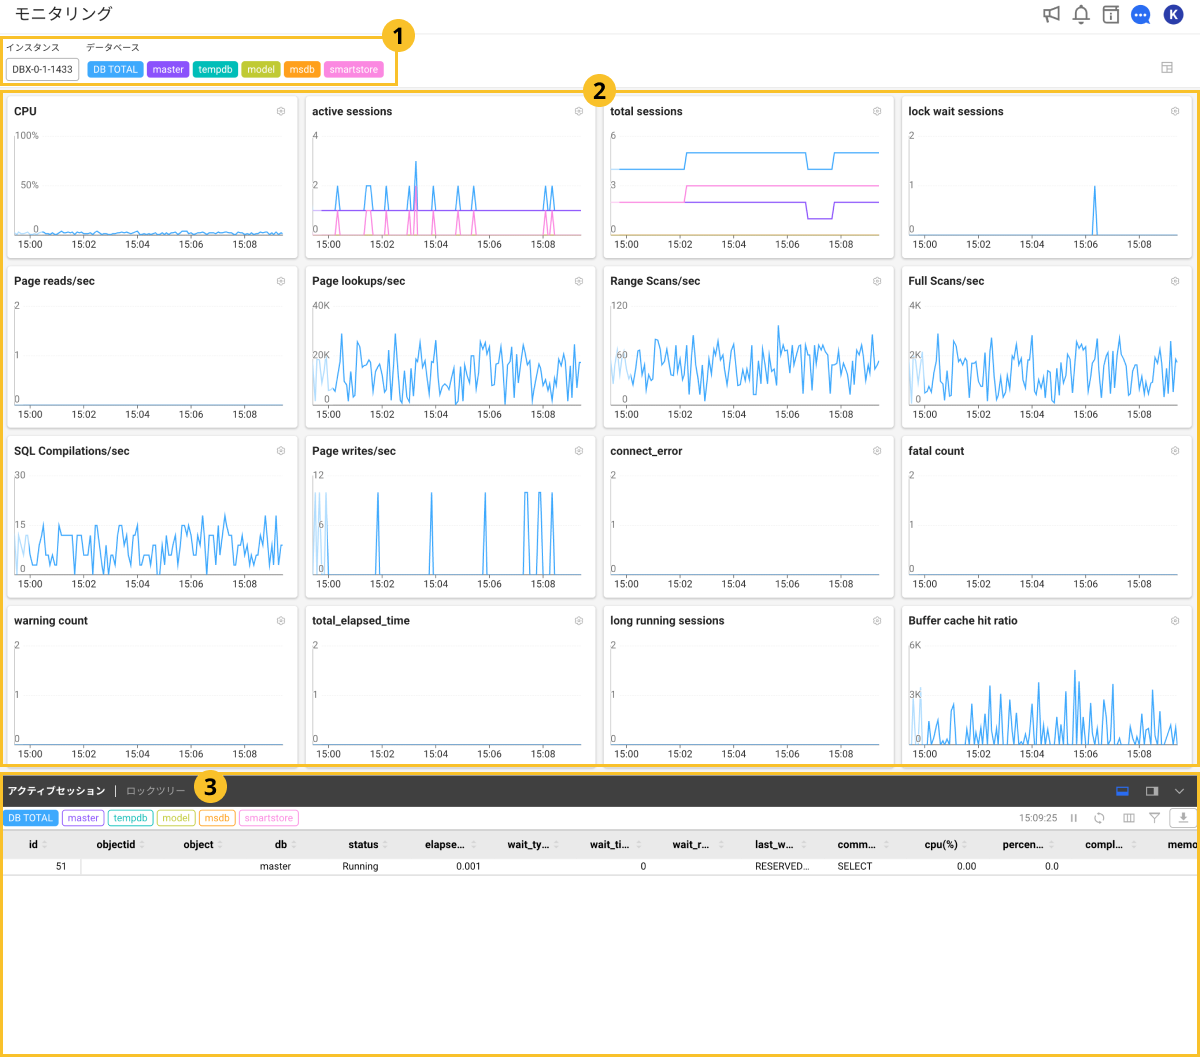 モニタリング
K
1
インスタンス データベース
DBX-0-1-1433 DB TOTAL master tempdb model msdb smartstore
2
CPU
100%
50%
0
15:00 15:02 15:04 15:06 15:08
active sessions
4
2
0
15:00 15:02 15:04 15:06 15:08
total sessions
6
3
0
15:00 15:02 15:04 15:06 15:08
lock wait sessions
2
1
0
15:00 15:02 15:04 15:06 15:08
Page reads/sec
2
1
0
15:00 15:02 15:04 15:06 15:08
Page lookups/sec
40K
20K
0
15:00 15:02 15:04 15:06 15:08
Range Scans/sec
120
60
0
15:00 15:02 15:04 15:06 15:08
Full Scans/sec
4K
2K
0
15:00 15:02 15:04 15:06 15:08
SQL Compilations/sec
30
15
0
15:00 15:02 15:04 15:06 15:08
Page writes/sec
12
6
0
15:00 15:02 15:04 15:06 15:08
connect_error
2
1
0
15:00 15:02 15:04 15:06 15:08
fatal count
2
1
0
15:00 15:02 15:04 15:06 15:08
warning count
2
1
0
15:00 15:02 15:04 15:06 15:08
total_elapsed_time
2
1
0
15:00 15:02 15:04 15:06 15:08
long running sessions
2
1
0
15:00 15:02 15:04 15:06 15:08
Buffer cache hit ratio
6K
3K
0
15:00 15:02 15:04 15:06 15:08
アクティブセッション | ロックツリー 3
DB TOTAL master tempdb model msdb smartstore 15:09:25
id objectid object db status elapse... wait_ty... wait_ti... wait_r... last_w... comm... cpu(%) percen... compl... memo
51 master Running 0.001 0 RESERVED... SELECT 0.00 0.0